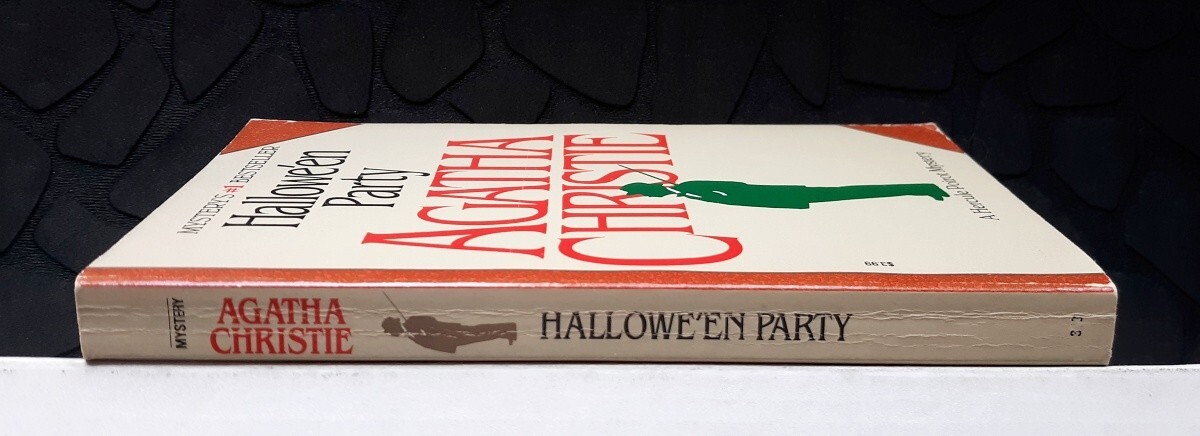 MYSTERY'S #1 BESTSELLER
Hallowe'en
Party
AGATHA
CHRISTIE
A Hercule Poirot Mystery
$3.99
MYSTERY
AGATHA
CHRISTIE
HALLOWE'EN PARTY